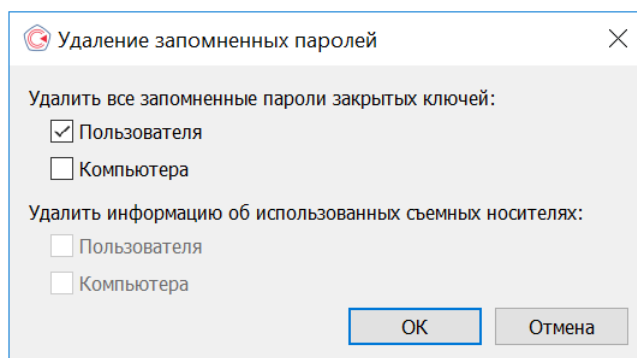 Удаление запомненных паролей
Удалить все запомненные пароли закрытых ключей:
Пользователя
Компьютера
Удалить информацию об использованных съемных носителях:
Пользователя
Компьютера
ОК
Отмена